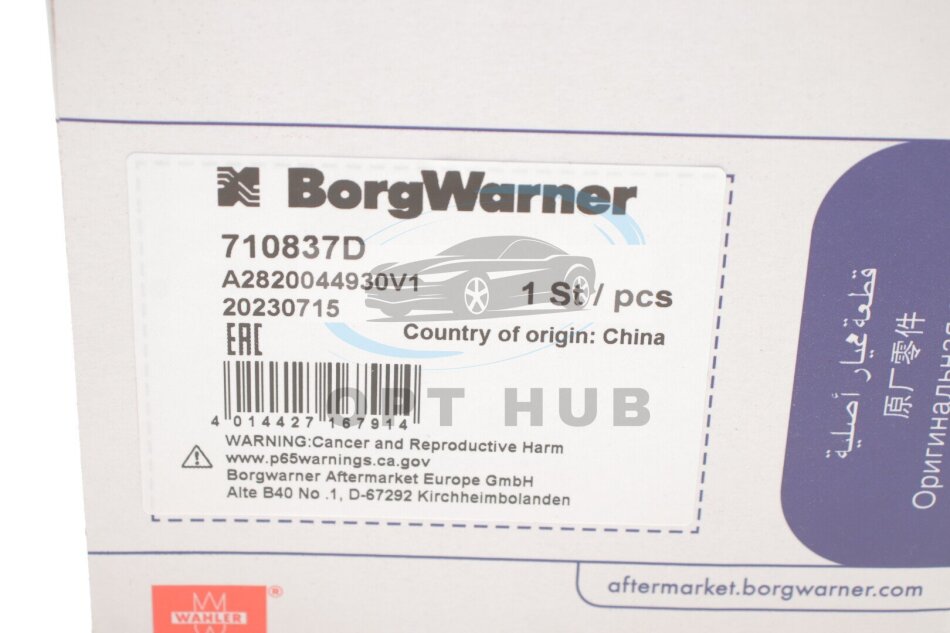 BorgWarner
710837D
A2820044930V1
20230715
1 St / pcs
EAC
Country of origin: China
4 014427 167914
OPT HUB
WARNING:Cancer and Reproductive Harm
www.p65warnings.ca.gov
Borgwarner Aftermarket Europe GmbH
Alte B40 No .1, D-67292 Kirchheimbolanden
قطعة غيار أصلية
原厂零件
Оригинальная
aftermarket.borgwarner.com
WAHLER
®